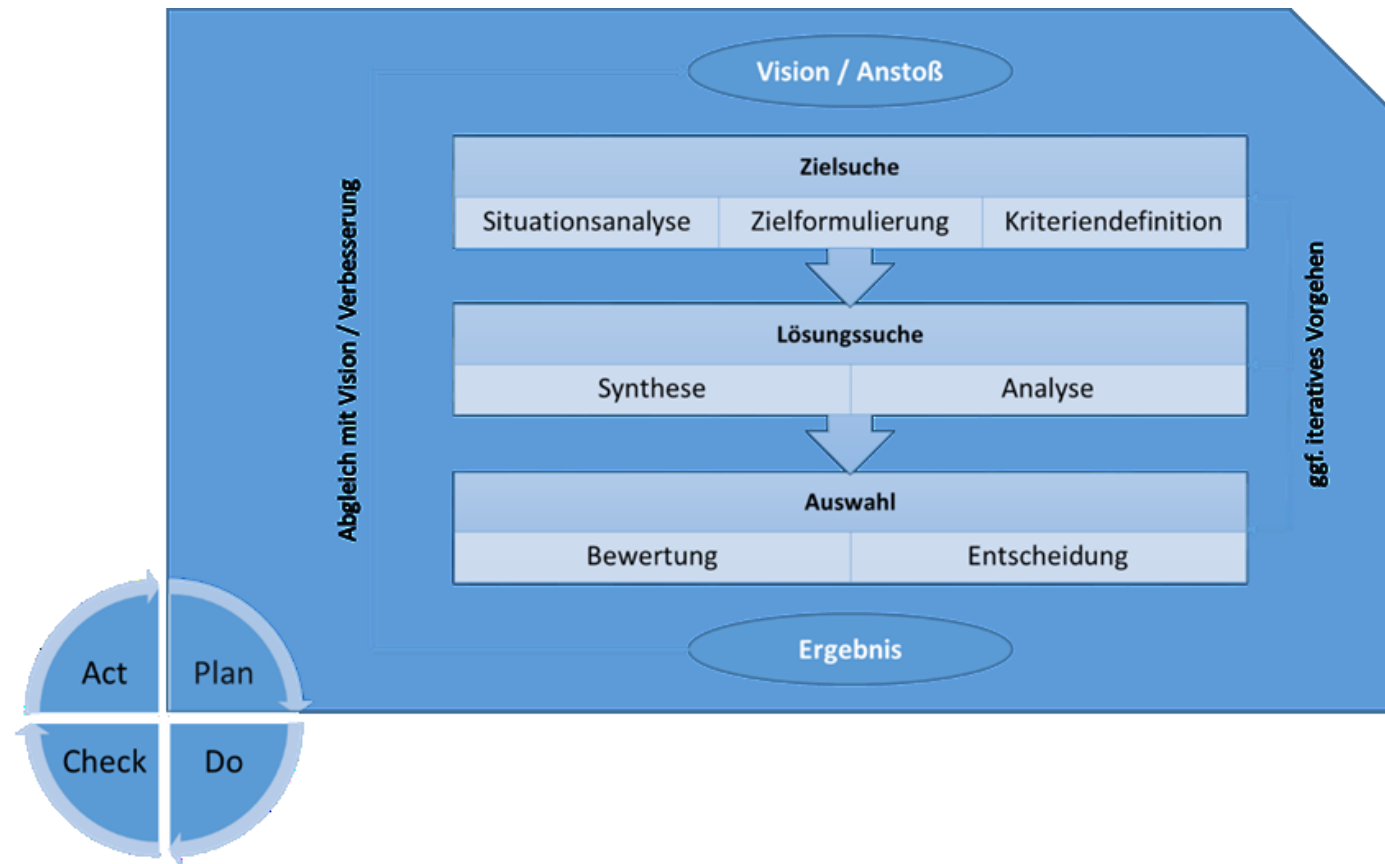 Vision / Anstoß
Zielsuche
Situationsanalyse
Zielformulierung
Kriteriendefinition
Lösungssuche
Synthese
Analyse
Auswahl
Bewertung
Entscheidung
Ergebnis
Abgleich mit Vision / Verbesserung
ggf. iteratives Vorgehen
Act
Plan
Check
Do